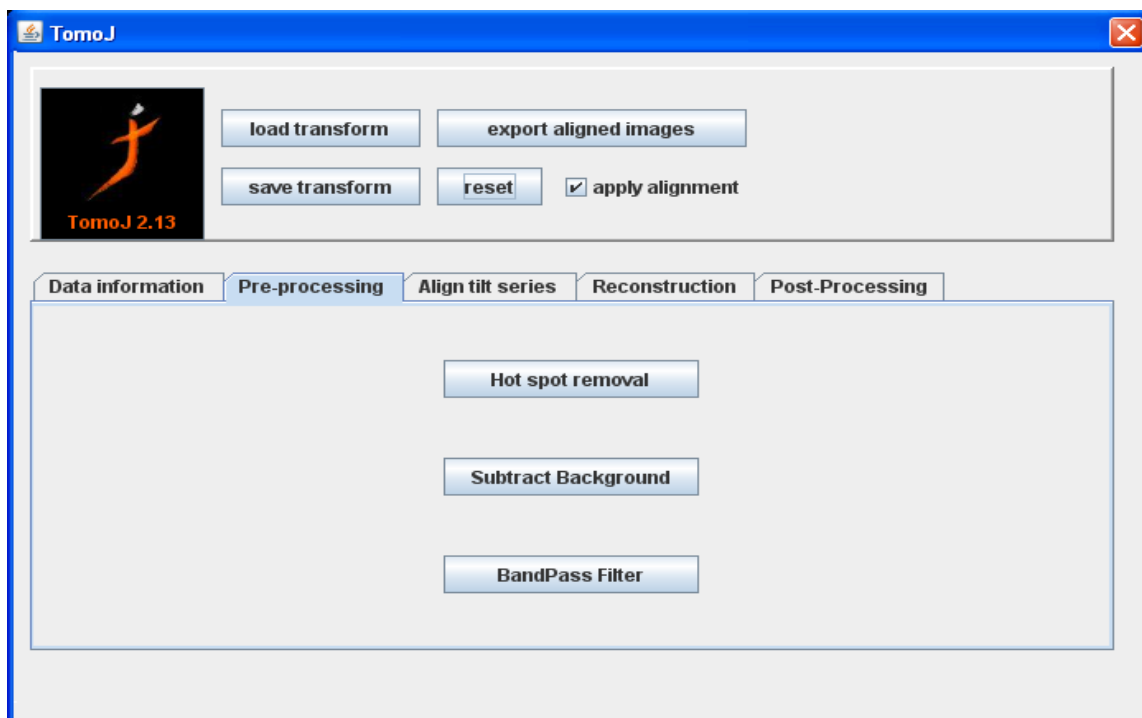 TomoJ
load transform
export aligned images
save transform
reset
apply alignment
TomoJ 2.13
Data information
Pre-processing
Align tilt series
Reconstruction
Post-Processing
Hot spot removal
Subtract Background
BandPass Filter